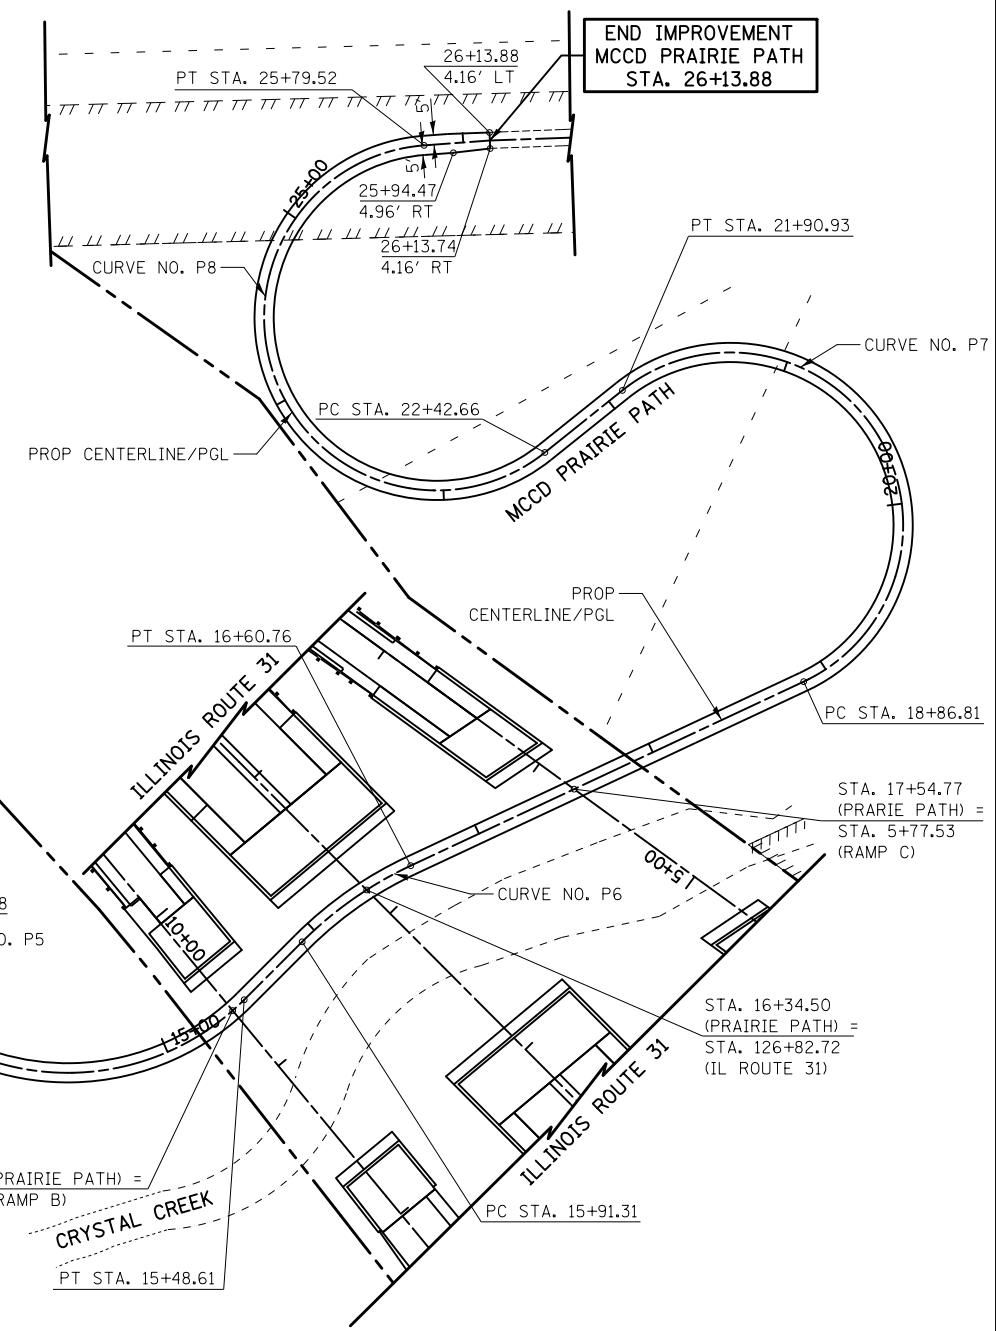 END IMPROVEMENT
MCCD PRAIRIE PATH
STA. 26+13.88
26+13.88
4.16' LT
PT STA. 25+79.52
5'
5'
25+00
25+94.47
4.96' RT
26+13.74
4.16' RT
PT STA. 21+90.93
CURVE NO. P8
CURVE NO. P7
PC STA. 22+42.66
MCCD PRAIRIE PATH
PROP CENTERLINE/PGL
20+00
PROP
CENTERLINE/PGL
PT STA. 16+60.76
ILLINOIS ROUTE 31
PC STA. 18+86.81
STA. 17+54.77
(PRARIE PATH) =
STA. 5+77.53
(RAMP C)
5+00
CURVE NO. P6
8
O. P5
10+00
15+00
STA. 16+34.50
(PRAIRIE PATH) =
STA. 126+82.72
(IL ROUTE 31)
ILLINOIS ROUTE 31
PRAIRIE PATH) =
RAMP B)
CRYSTAL CREEK
PC STA. 15+91.31
PT STA. 15+48.61